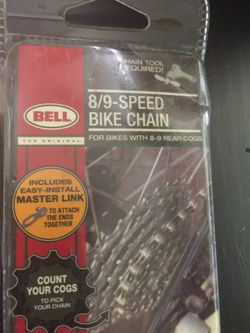 CHAIN TOOL
REQUIRED!
BELL
THE ORIGINAL
8/9-SPEED
BIKE CHAIN
FOR BIKES WITH 8-9 REAR COGS
INCLUDES
EASY-INSTALL
MASTER LINK
TO ATTACH
THE ENDS
TOGETHER
COUNT
YOUR COGS
TO PICK
YOUR CHAIN